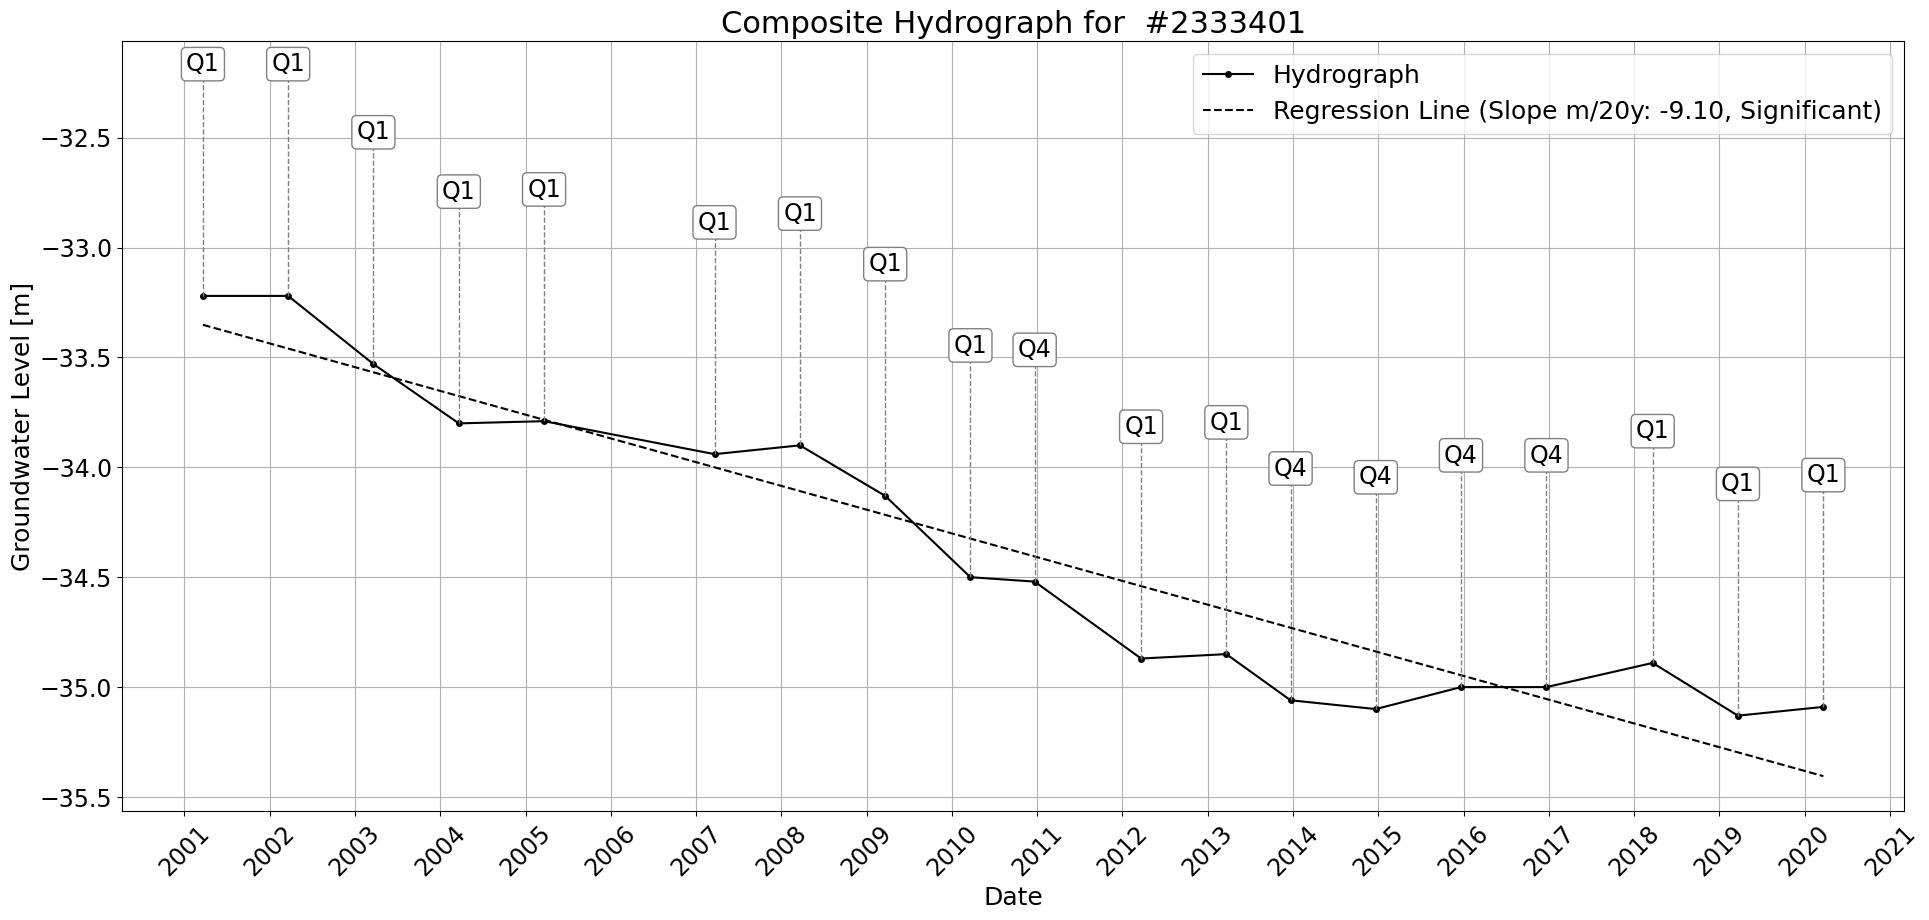 Composite Hydrograph for  #2333401
Hydrograph
Regression Line (Slope m/20y: -9.10, Significant)
Q1
Q1
Q1
Q1
Q1
Q1
Q1
Q1
Q1
Q4
Q1
Q1
Q4
Q4
Q4
Q4
Q1
Q1
Q1
Groundwater Level [m]
−32.5
−33.0
−33.5
−34.0
−34.5
−35.0
−35.5
2001
2002
2003
2004
2005
2006
2007
2008
2009
2010
2011
2012
2013
2014
2015
2016
2017
2018
2019
2020
2021
Date